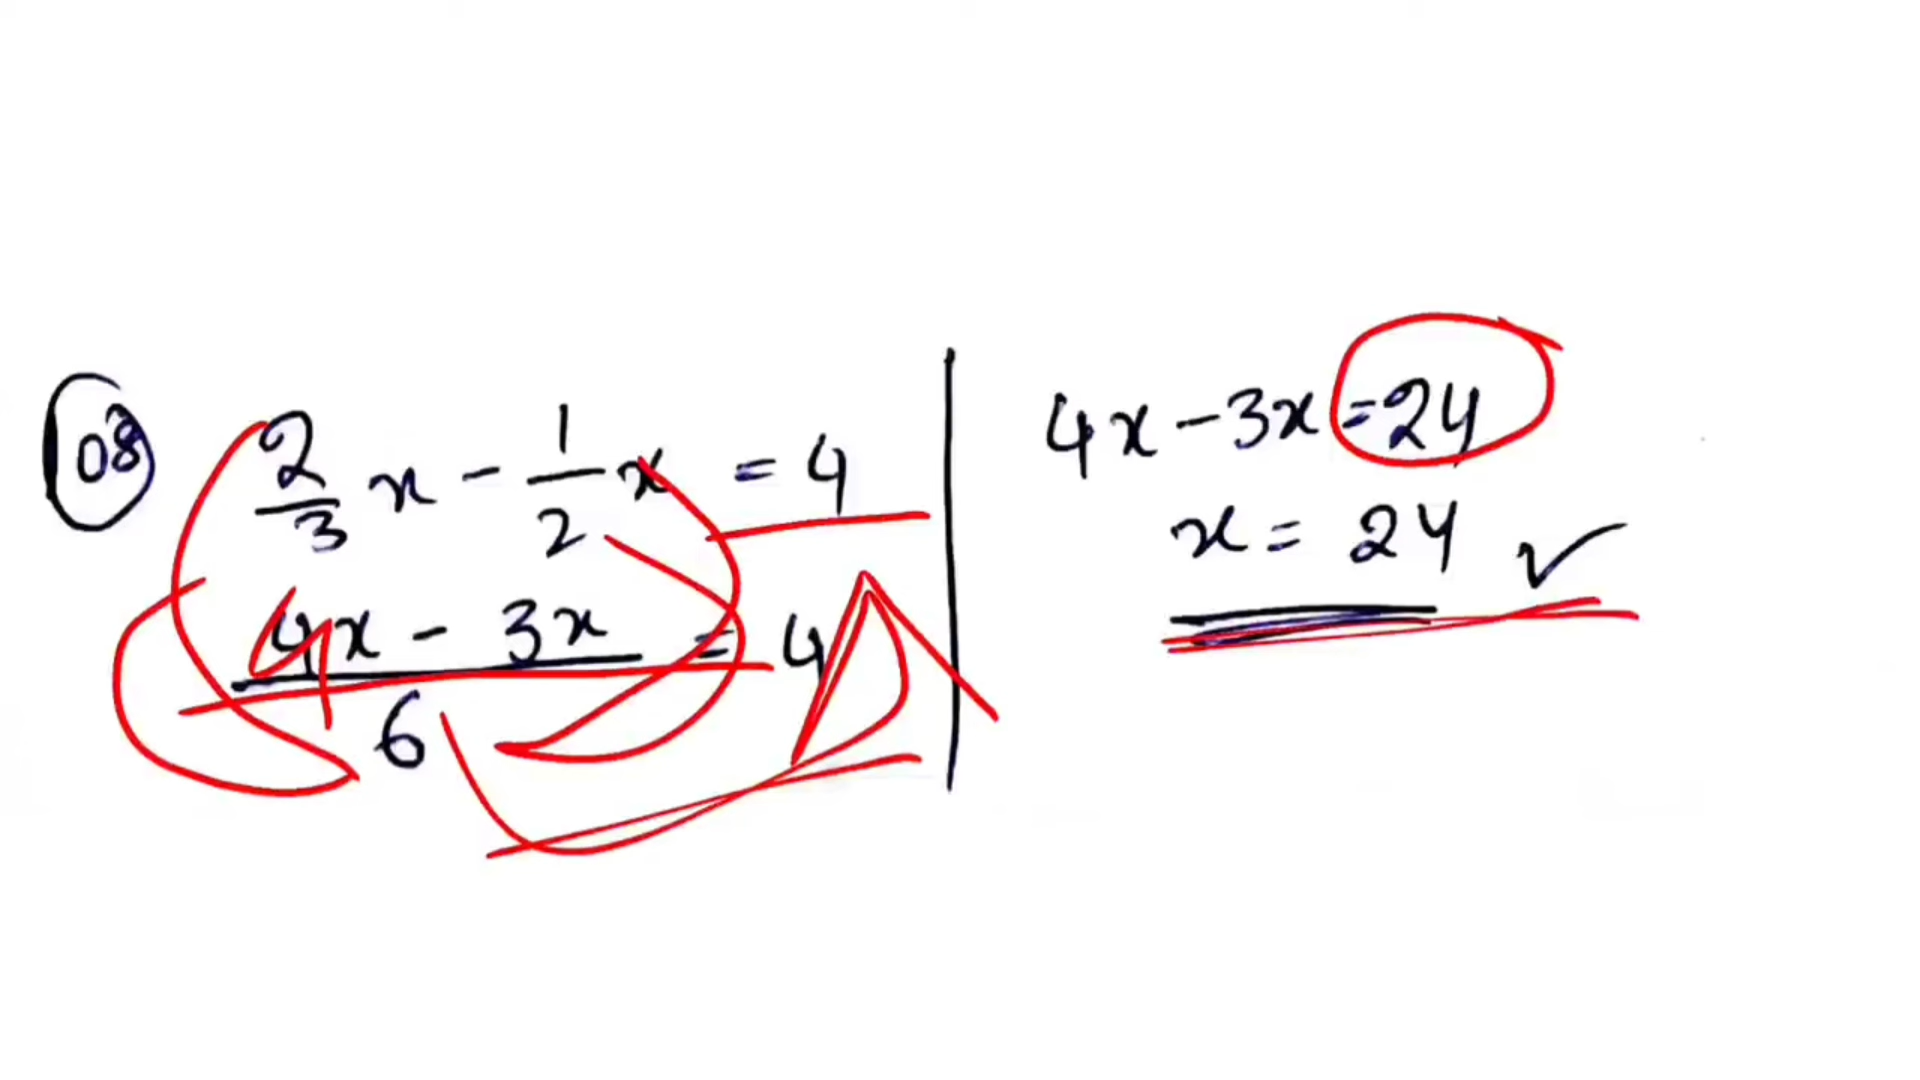 08 2/3 x - 1/2 x = 4
4x - 3x / 6 = 4
4x - 3x = 24
x = 24 ✓